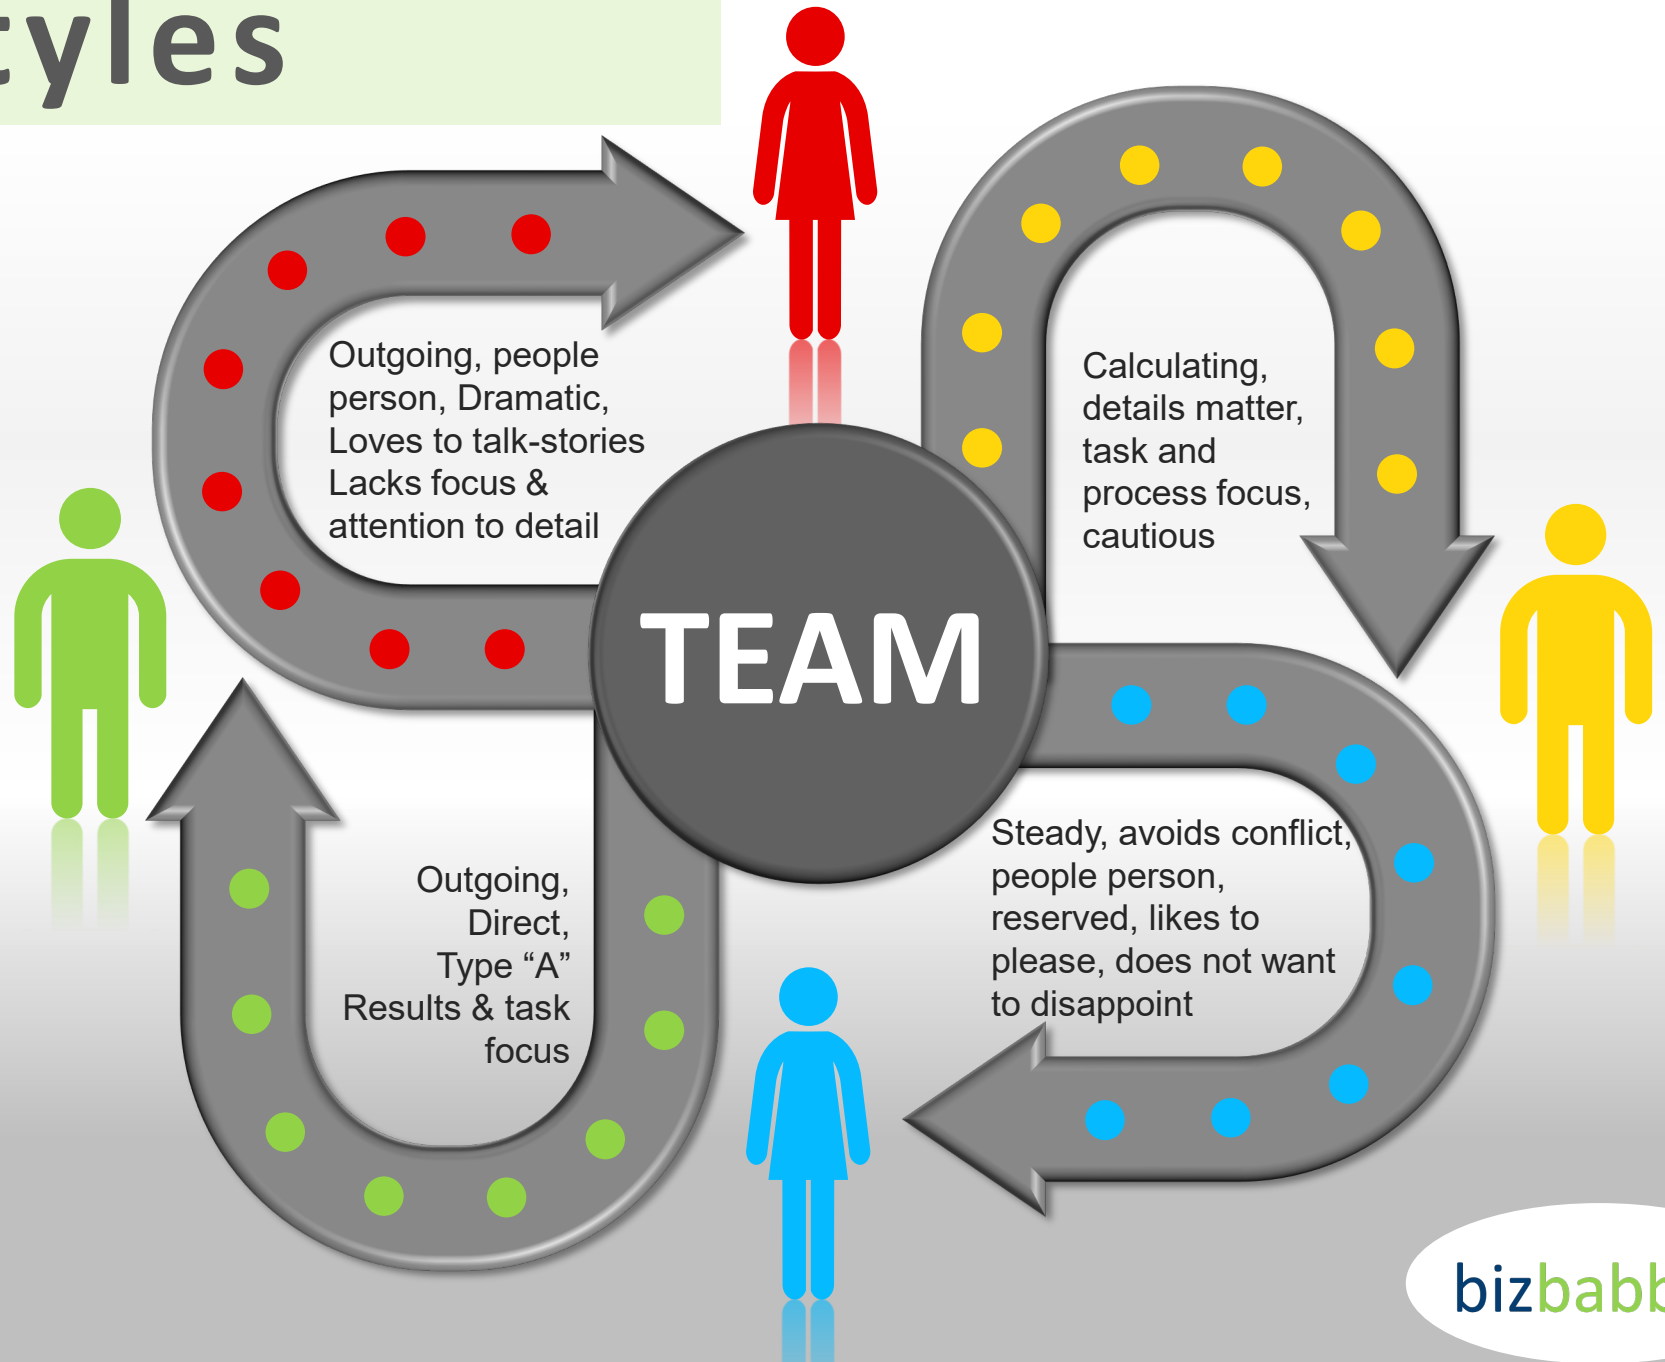 tyles
Outgoing, people
person, Dramatic,
Loves to talk-stories
Lacks focus &
attention to detail
Calculating,
details matter,
task and
process focus,
cautious
TEAM
Outgoing,
Direct,
Type “A”
Results & task
focus
Steady, avoids conflict,
people person,
reserved, likes to
please, does not want
to disappoint
bizbabb